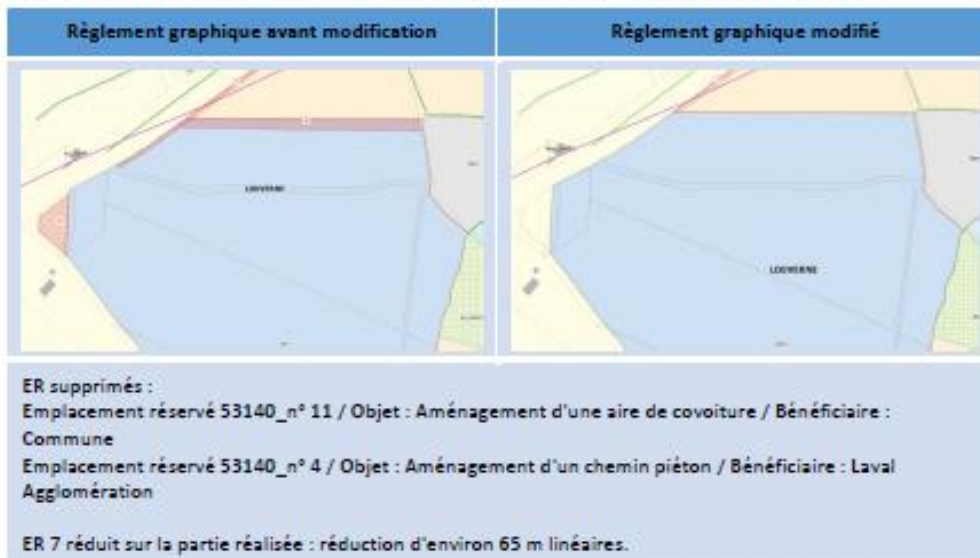 Règlement graphique avant modification
Règlement graphique modifié
LOUVERNE
LOUVERNE
ER supprimés :
Emplacement réservé 53140_n° 11 / Objet : Aménagement d'une aire de covoiture / Bénéficiaire :
Commune
Emplacement réservé 53140_n° 4 / Objet : Aménagement d'un chemin piéton / Bénéficiaire : Laval
Agglomération
ER 7 réduit sur la partie réalisée : réduction d'environ 65 m linéaires.